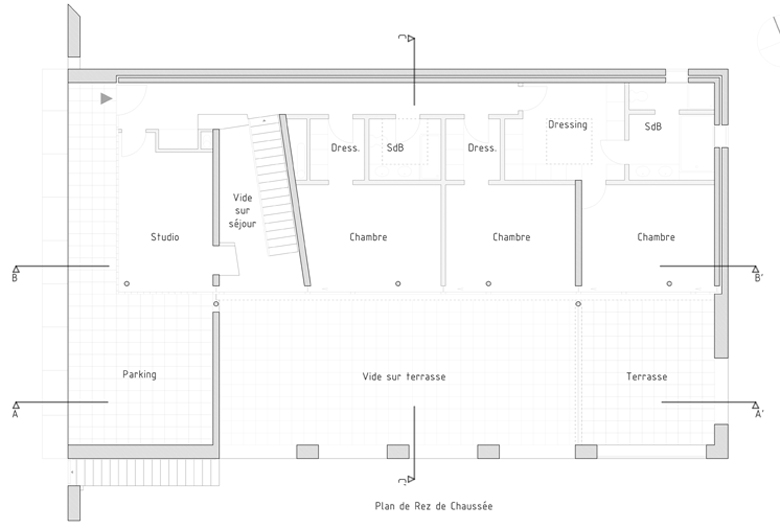 Dressing
SdB
Dress.
SdB
Dress.
Vide
sur
séjour
Studio
Chambre
Chambre
Chambre
B
B'
Parking
Vide sur terrasse
Terrasse
A
A'
Plan de Rez de Chaussée